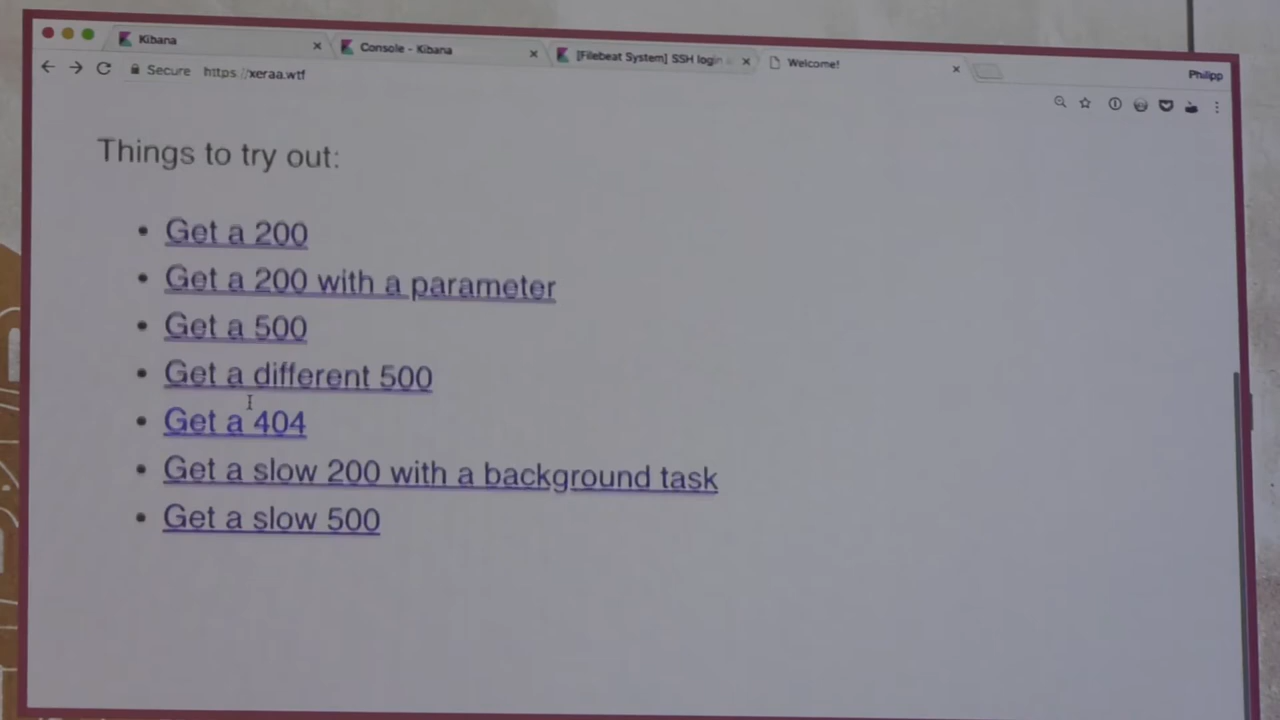 Kibana
Console - Kibana
[Filebeat System] SSH login
Welcome!
Philipp
Secure https://xeraa.wtf
Things to try out:
• Get a 200
• Get a 200 with a parameter
• Get a 500
• Get a different 500
• Get a 404
• Get a slow 200 with a background task
• Get a slow 500